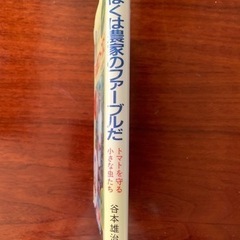 ぼくは農家のファーブルだ
トマトを守る
小さな虫たち
谷本雄治